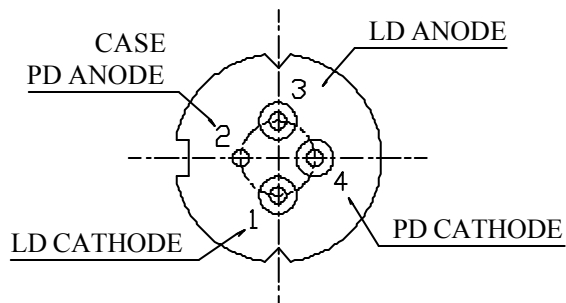 CASE
PD ANODE
LD ANODE
3
2
4
1
LD CATHODE
PD CATHODE